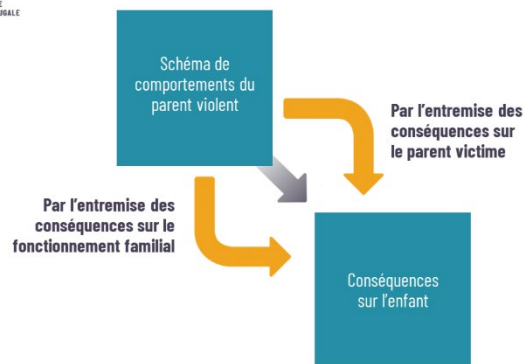 Schéma de
comportements du
parent violent
Par l'entremise des
conséquences sur
le parent victime
Par l'entremise des
conséquences sur le
fonctionnement familial
Conséquences
sur l'enfant